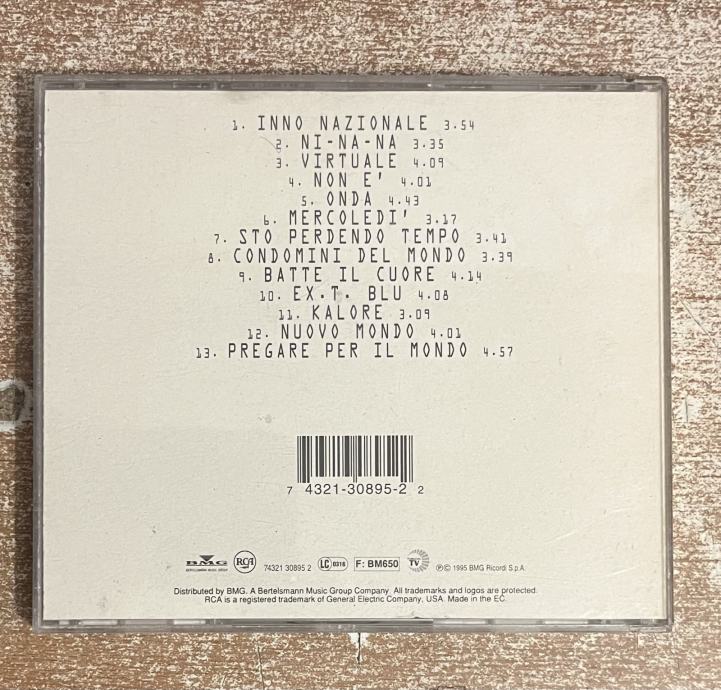 1. INNO NAZIONALE 3.54
2. NI-NA-NA 3.35
3. VIRTUALE 4.09
4. NON E' 4.01
5. ONDA 4.43
6. MERCOLEDI' 3.17
7. STO PERDENDO TEMPO 3.41
8. CONDOMINI DEL MONDO 3.39
9. BATTE IL CUORE 4.14
10. EX.T. BLU 4.08
11. KALORE 3.09
12. NUOVO MONDO 4.01
13. PREGARE PER IL MONDO 4.57
7 4321-30895-2 2
BMG RCA 74321 30895 2 LC 0316 F: BM650 TV ℗© 1995 BMG Ricordi S.p.A.
BERTELSMANN MUSIC GROUP
Distributed by BMG. A Bertelsmann Music Group Company. All trademarks and logos are protected.
RCA is a registered trademark of General Electric Company, USA. Made in the EC.